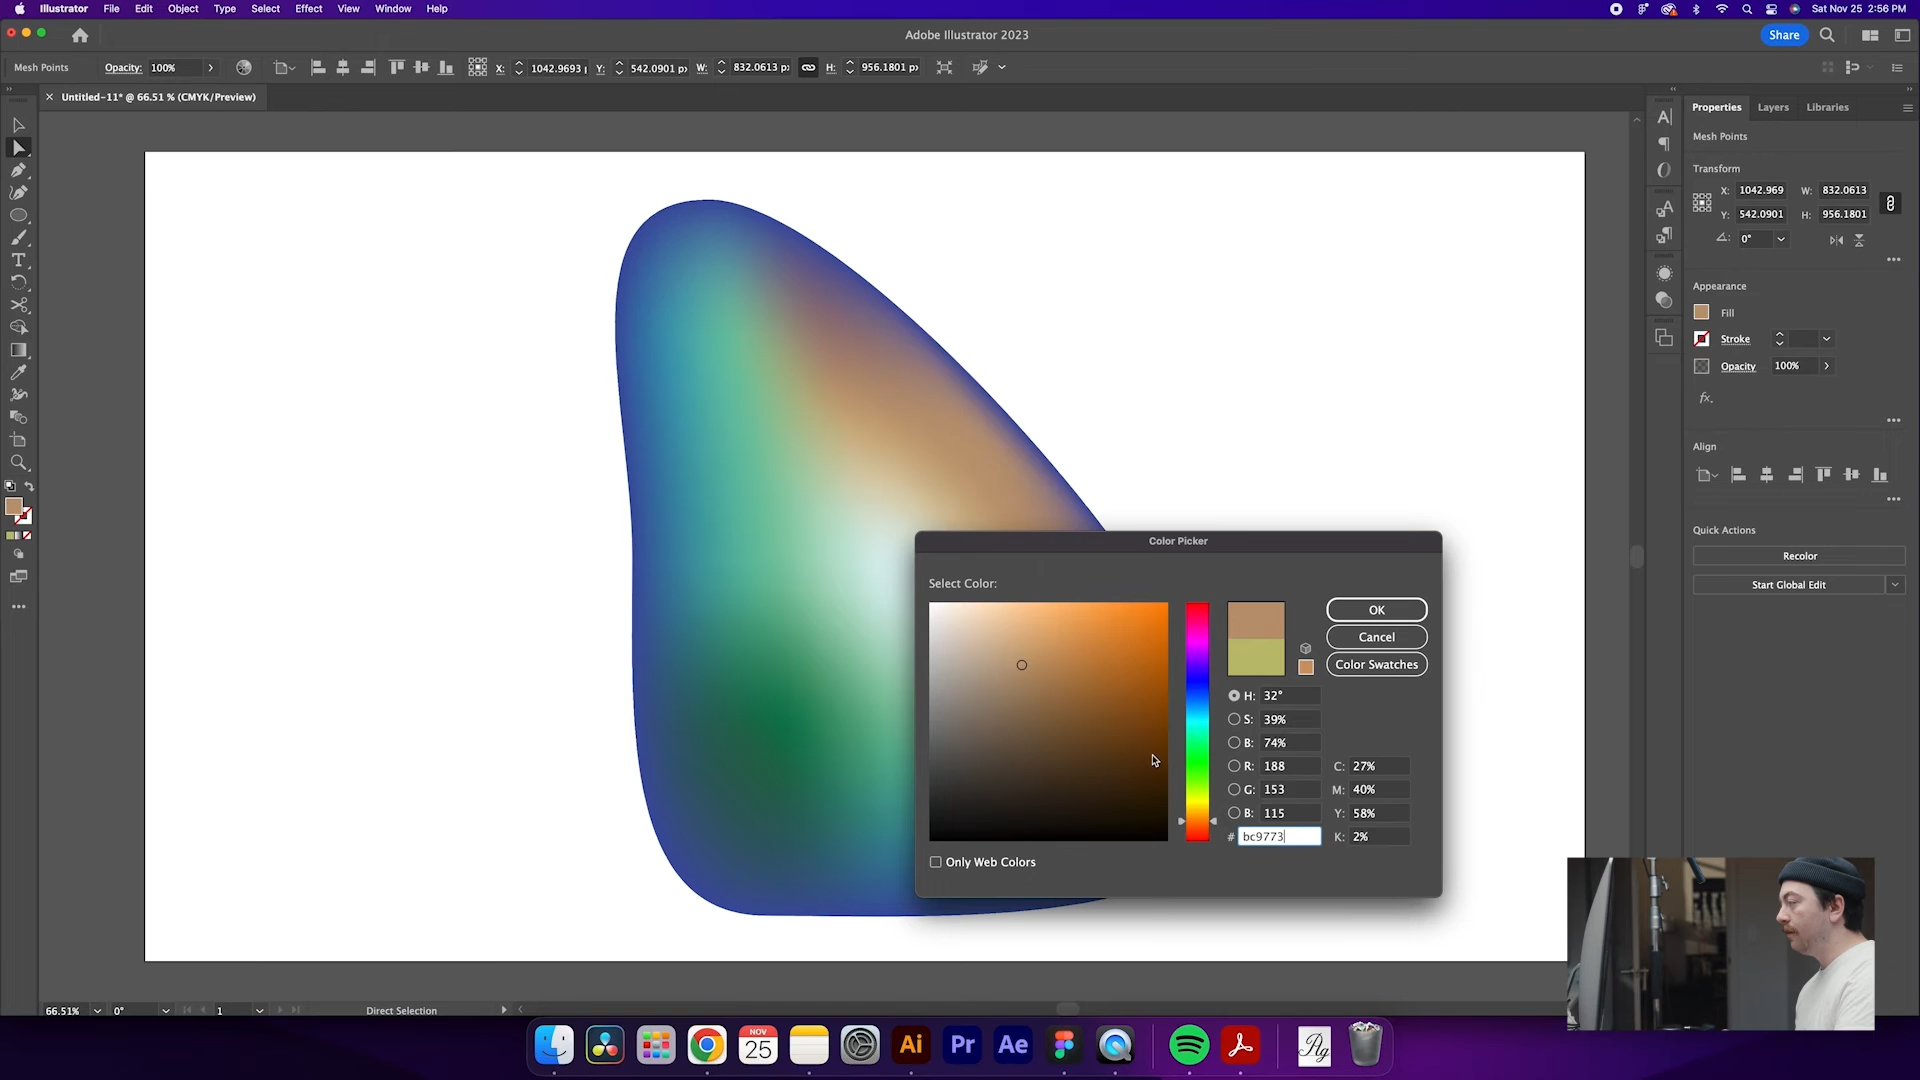 Illustrator File Edit Object Type Select Effect View Window Help
Sat Nov 25 2:56 PM
Adobe Illustrator 2023
Share
Mesh Points
Opacity: 100%
X: 1042.9693 Y: 542.0901 px W: 832.0613 px H: 956.1801 px
× Untitled-11* @ 66.51 % (CMYK/Preview)
Properties Layers Libraries
Mesh Points
Transform
X: 1042.969 W: 832.0613
Y: 542.0901 H: 956.1801
0°
Appearance
Fill
Stroke
Opacity 100%
fx.
Align
Quick Actions
Recolor
Start Global Edit
Color Picker
Select Color:
OK
Cancel
Color Swatches
H: 32°
S: 39%
B: 74%
R: 188 C: 27%
G: 153 M: 40%
B: 115 Y: 58%
# bc9773 K: 2%
Only Web Colors
66.51% 0° 1 Direct Selection
NOV
25
Ai Pr Ae